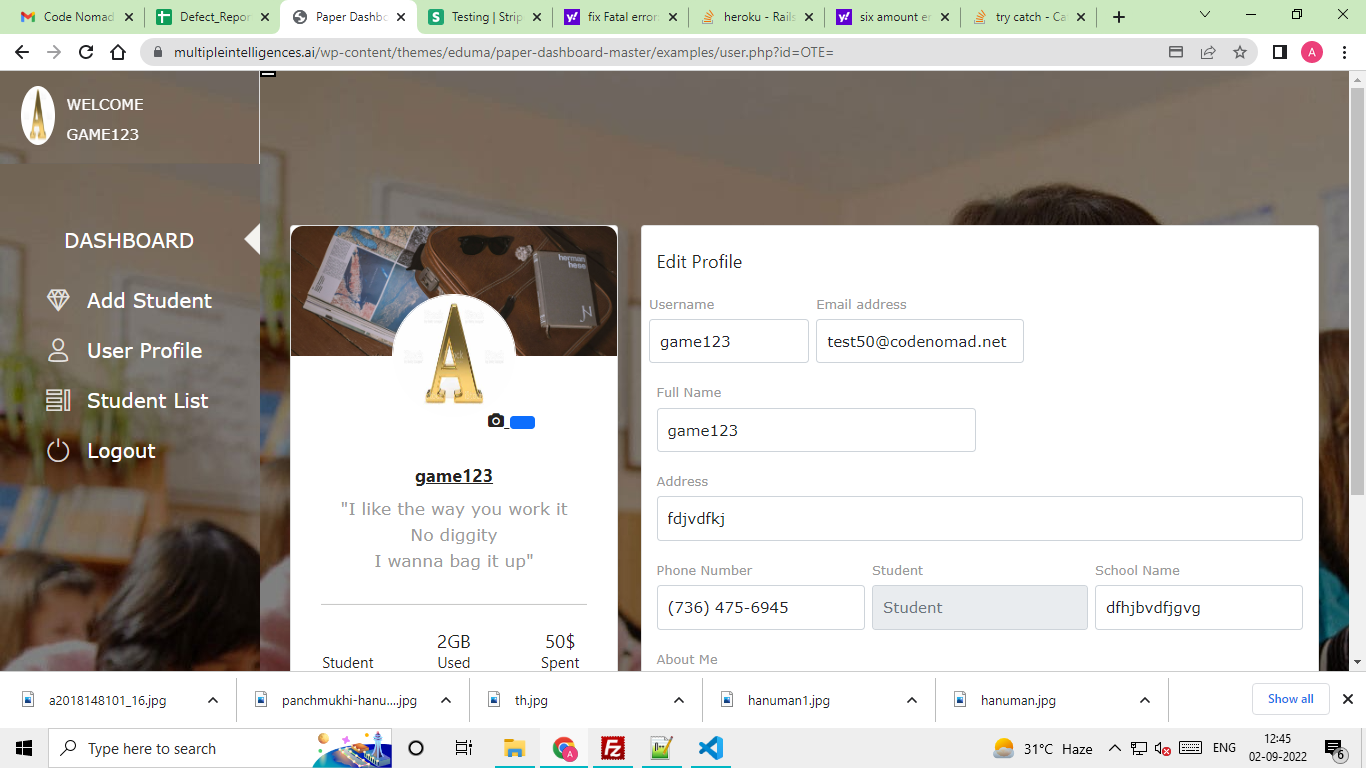 Code Nomad
Defect_Repor
Paper Dashbo
Testing | Strip
fix Fatal error
heroku - Rails
six amount er
try catch - Ca
multipleintelligences.ai/wp-content/themes/eduma/paper-dashboard-master/examples/user.php?id=OTE=
A
WELCOME
GAME123
DASHBOARD
Add Student
User Profile
Student List
Logout
herman
hese
N
A
game123
"I like the way you work it
No diggity
I wanna bag it up"
Student
2GB
Used
50$
Spent
Edit Profile
Username
Email address
game123
test50@codenomad.net
Full Name
game123
Address
fdjvdfkj
Phone Number
Student
School Name
(736) 475-6945
Student
dfhjbvdfjgvg
About Me
a2018148101_16.jpg
panchmukhi-hanu....jpg
th.jpg
hanuman1.jpg
hanuman.jpg
Show all
Type here to search
31°C Haze
ENG
12:45
02-09-2022
6